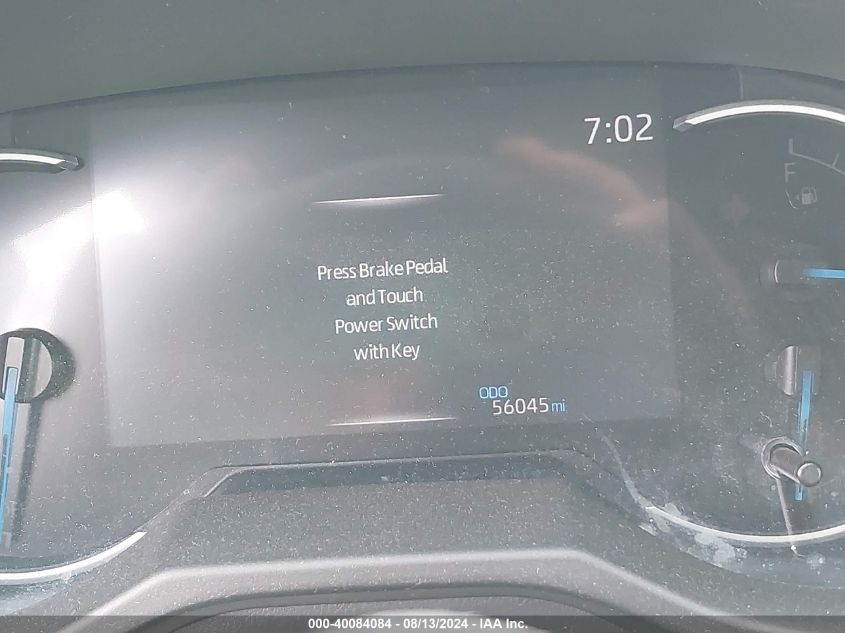 7:02
F
Press Brake Pedal
and Touch
Power Switch
with Key
ODO
56045 mi
000-40084084 - 08/13/2024 - IAA Inc.